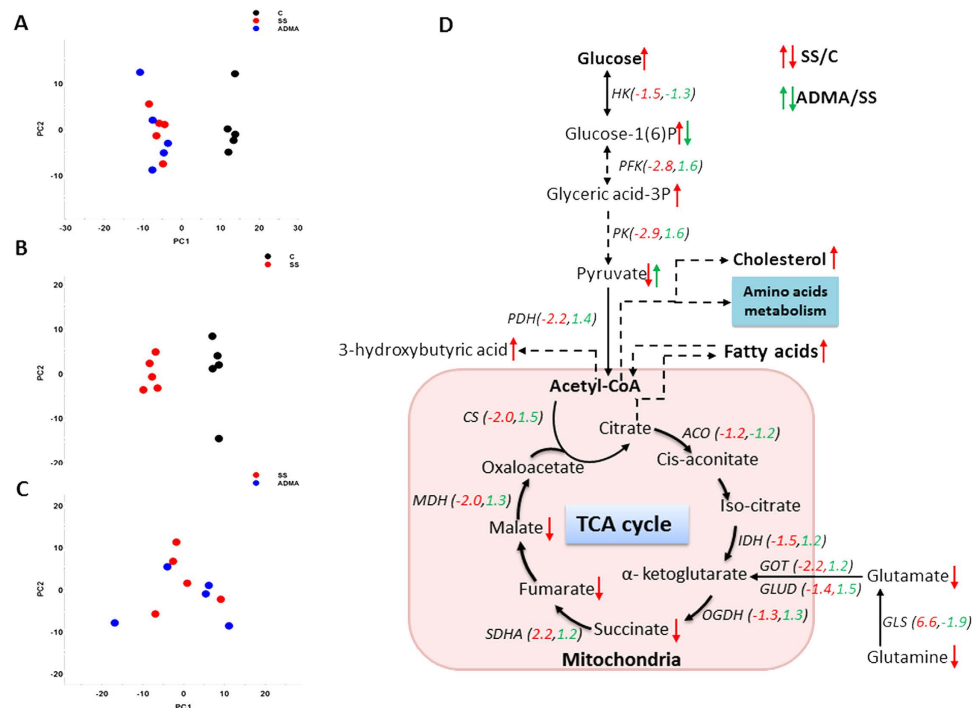 A
C
SS
ADMA
PC2
10
0
-10
-30
-20
-10
0
10
20
30
PC1
B
C
SS
PC2
20
10
0
-10
-20
C
SS
ADMA
PC2
20
10
0
-10
-20
-20
0
20
PC1
D
SS/C
ADMA/SS
Glucose
HK(-1.5,-1.3)
Glucose-1(6)P
PFK(-2.8,1.6)
Glyceric acid-3P
PK(-2.9,1.6)
Pyruvate
Cholesterol
Amino acids
metabolism
PDH(-2.2,1.4)
3-hydroxybutyric acid
Fatty acids
Acetyl-CoA
CS (-2.0,1.5)
Citrate
ACO (-1.2,-1.2)
Oxaloacetate
Cis-aconitate
MDH (-2.0,1.3)
Iso-citrate
Malate
TCA cycle
IDH (-1.5,1.2)
GOT (-2.2,1.2)
α- ketoglutarate
Glutamate
Fumarate
GLUD (-1.4,1.5)
OGDH (-1.3,1.3)
GLS (6.6,-1.9)
SDHA (2.2,1.2)
Succinate
Glutamine
Mitochondria